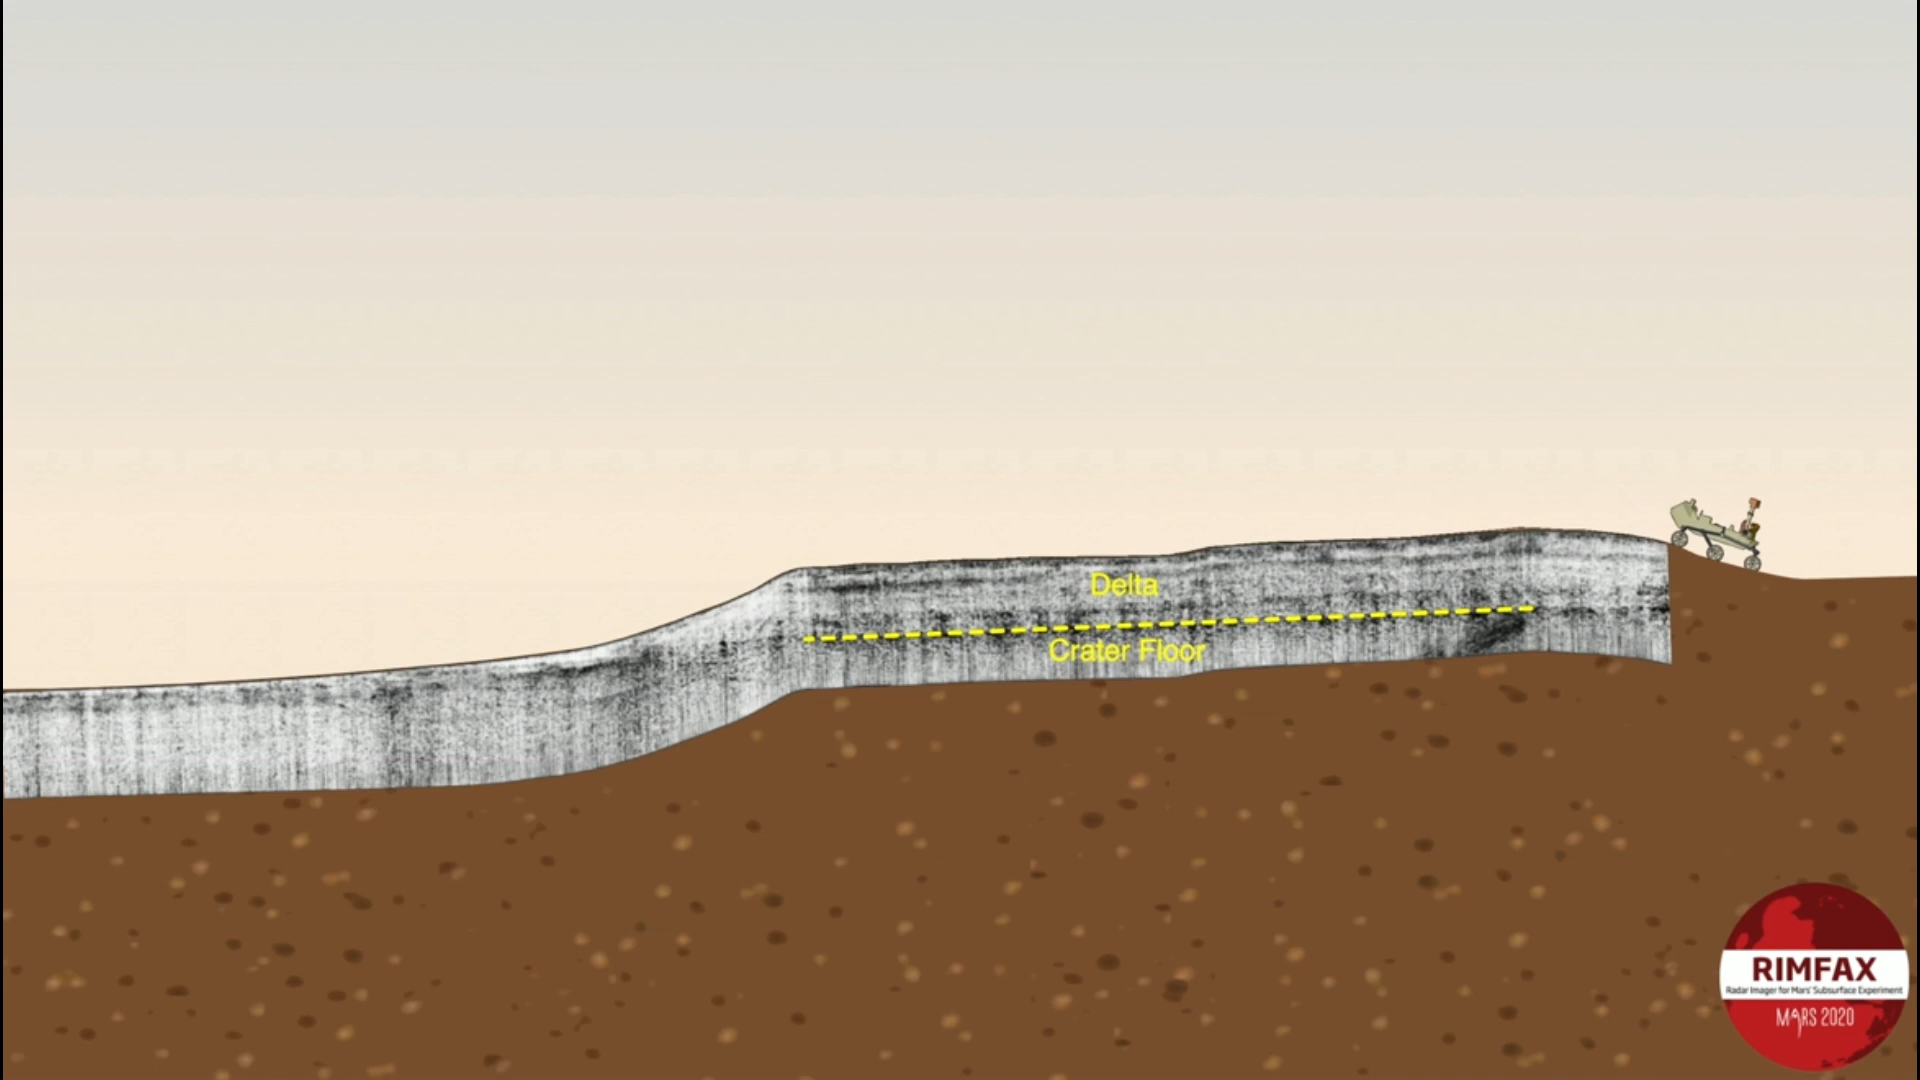 Delta
Crater Floor
RIMFAX
Radar Imager for Mars' Subsurface Experiment
MARS 2020